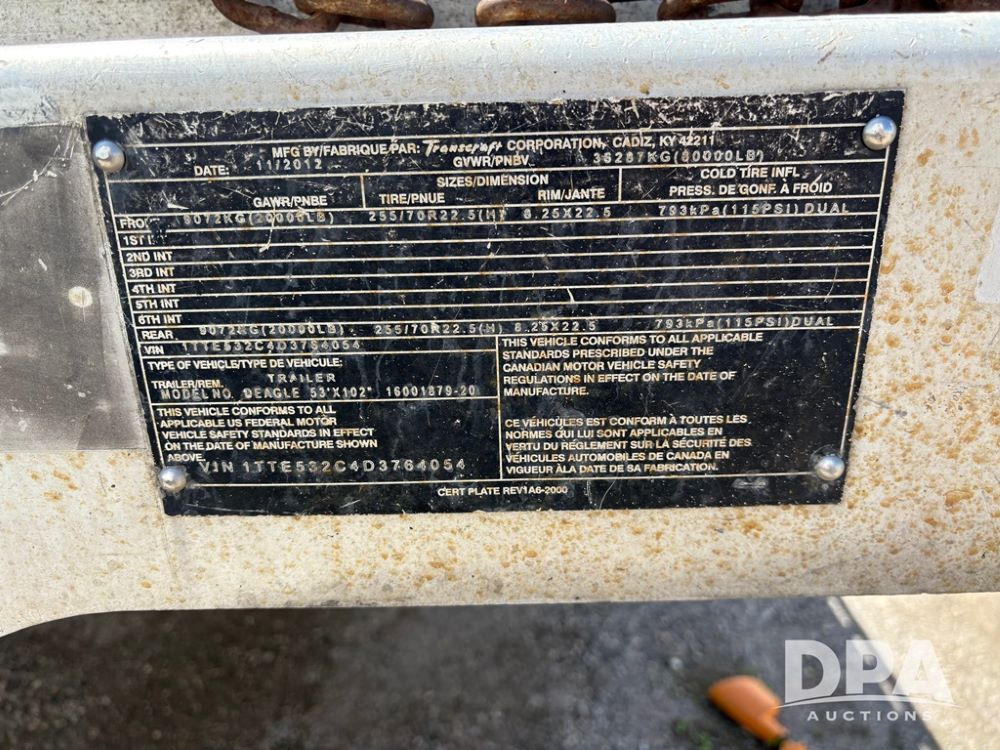 MFG BY/FABRIQUE PAR: Transcraft CORPORATION, CADIZ, KY 42211
DATE: 11/2012 GVWR/PNBV 36287KG(80000LB)
SIZES/DIMENSION COLD TIRE INFL
GAWR/PNBE TIRE/PNUE RIM/JANTE PRESS. DE GONF. À FROID
9072KG(20000LB) 255/70R22.5(H) 8.25X22.5 793kPa(115PSI)DUAL
2ND INT
3RD INT
4TH INT
5TH INT
6TH INT
REAR 9072KG(20000LB) 255/70R22.5(H) 8.25X22.5 793kPa(115PSI)DUAL
VIN 1TTE532C4D3764054
TYPE OF VEHICLE/TYPE DE VEHICULE:
TRAILER
TRAILER/REM.
MODEL NO. DEAGLE 53'X102" 16001879-20
THIS VEHICLE CONFORMS TO ALL
APPLICABLE US FEDERAL MOTOR
VEHICLE SAFETY STANDARDS IN EFFECT
ON THE DATE OF MANUFACTURE SHOWN
ABOVE.
VIN 1TTE532C4D3764054
THIS VEHICLE CONFORMS TO ALL APPLICABLE
STANDARDS PRESCRIBED UNDER THE
CANADIAN MOTOR VEHICLE SAFETY
REGULATIONS IN EFFECT ON THE DATE OF
MANUFACTURE.
CE VÉHICULES EST CONFORM À TOUTES LES
NORMES QUI LUI SONT APPLICABLES EN
VERTU DU RÉGLEMENT SUR LA SÉCURITÉ DES
VÉHICULES AUTOMOBILES DE CANADA EN
VIGUEUR ÀLA DATE DE SA FABRICATION.
CERT PLATE REV1A6-2000
DPA
AUCTIONS